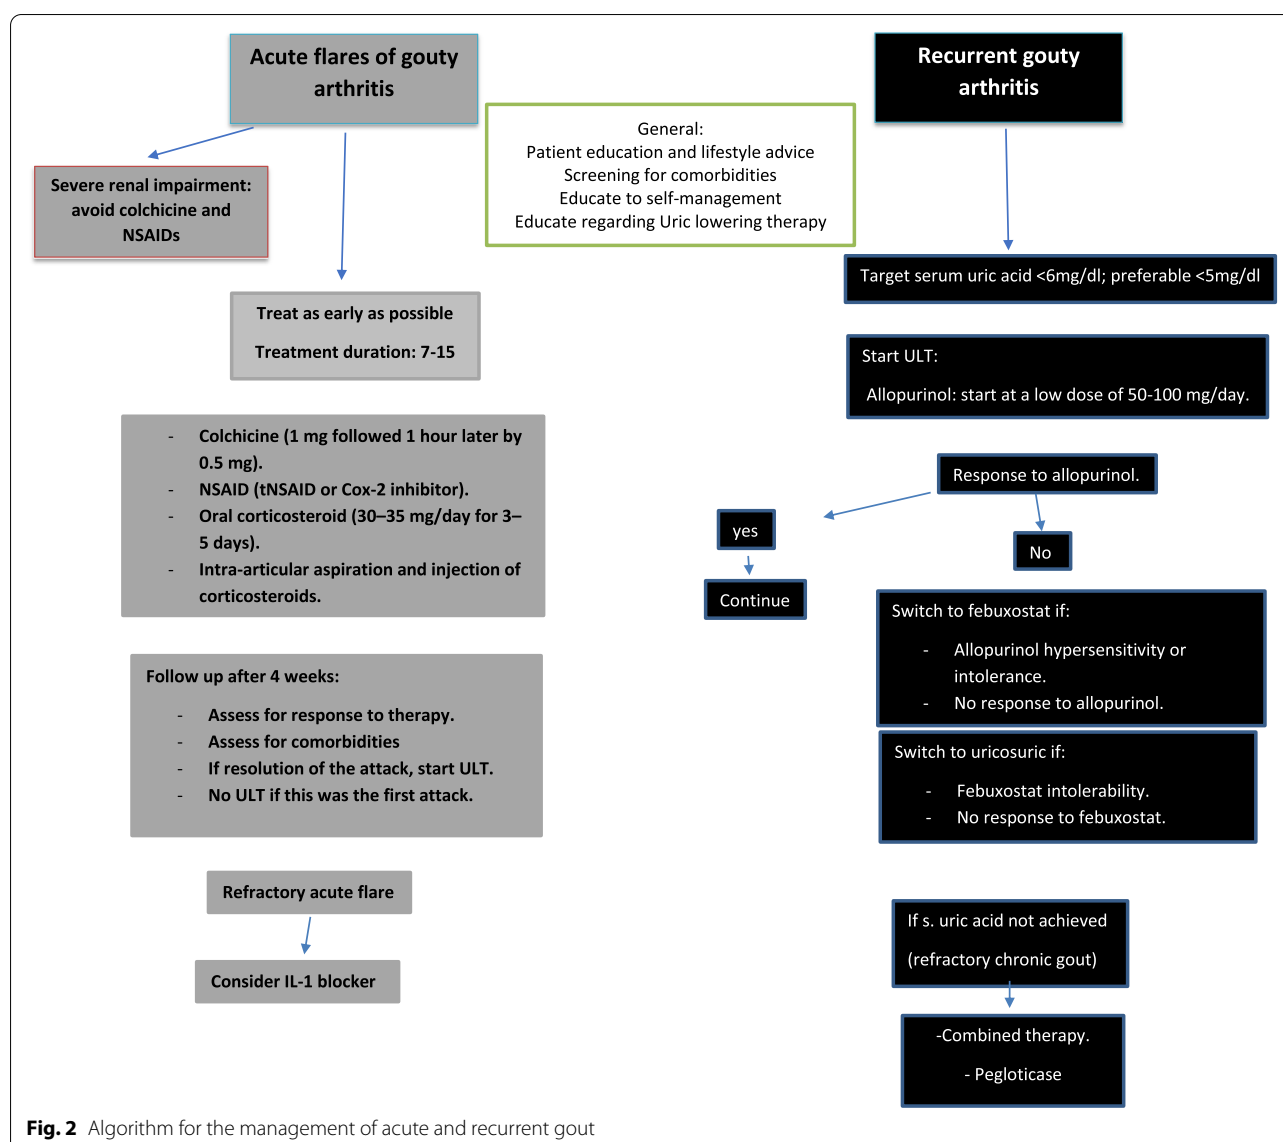 Acute flares of gouty
arthritis
Severe renal impairment:
avoid colchicine and
NSAIDs
Treat as early as possible
Treatment duration: 7-15
- Colchicine (1 mg followed 1 hour later by
0.5 mg).
- NSAID (tNSAID or Cox-2 inhibitor).
- Oral corticosteroid (30–35 mg/day for 3–
5 days).
- Intra-articular aspiration and injection of
corticosteroids.
Follow up after 4 weeks:
- Assess for response to therapy.
- Assess for comorbidities
- If resolution of the attack, start ULT.
- No ULT if this was the first attack.
Refractory acute flare
Consider IL-1 blocker
General:
Patient education and lifestyle advice
Screening for comorbidities
Educate to self-management
Educate regarding Uric lowering therapy
Recurrent gouty
arthritis
Target serum uric acid <6mg/dl; preferable <5mg/dl
Start ULT:
Allopurinol: start at a low dose of 50-100 mg/day.
Response to allopurinol.
yes
Continue
No
Switch to febuxostat if:
- Allopurinol hypersensitivity or
intolerance.
- No response to allopurinol.
Switch to uricosuric if:
- Febuxostat intolerability.
- No response to febuxostat.
If s. uric acid not achieved
(refractory chronic gout)
-Combined therapy.
- Pegloticase
Fig. 2 Algorithm for the management of acute and recurrent gout